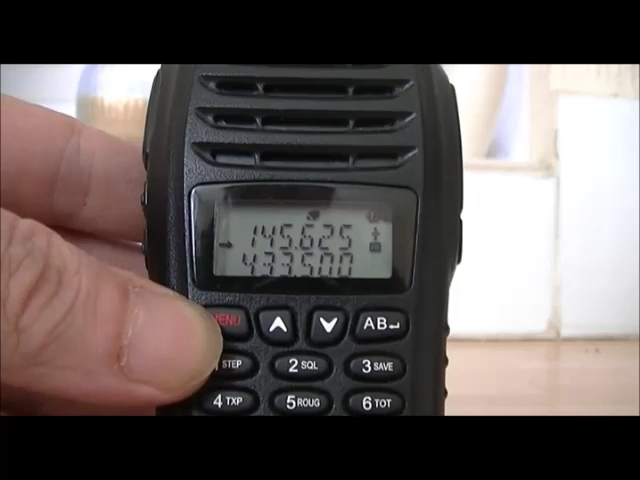 145.625
433.500
MENU AB
1 STEP 2 SQL 3 SAVE
4 TXP 5 ROUG 6 TOT